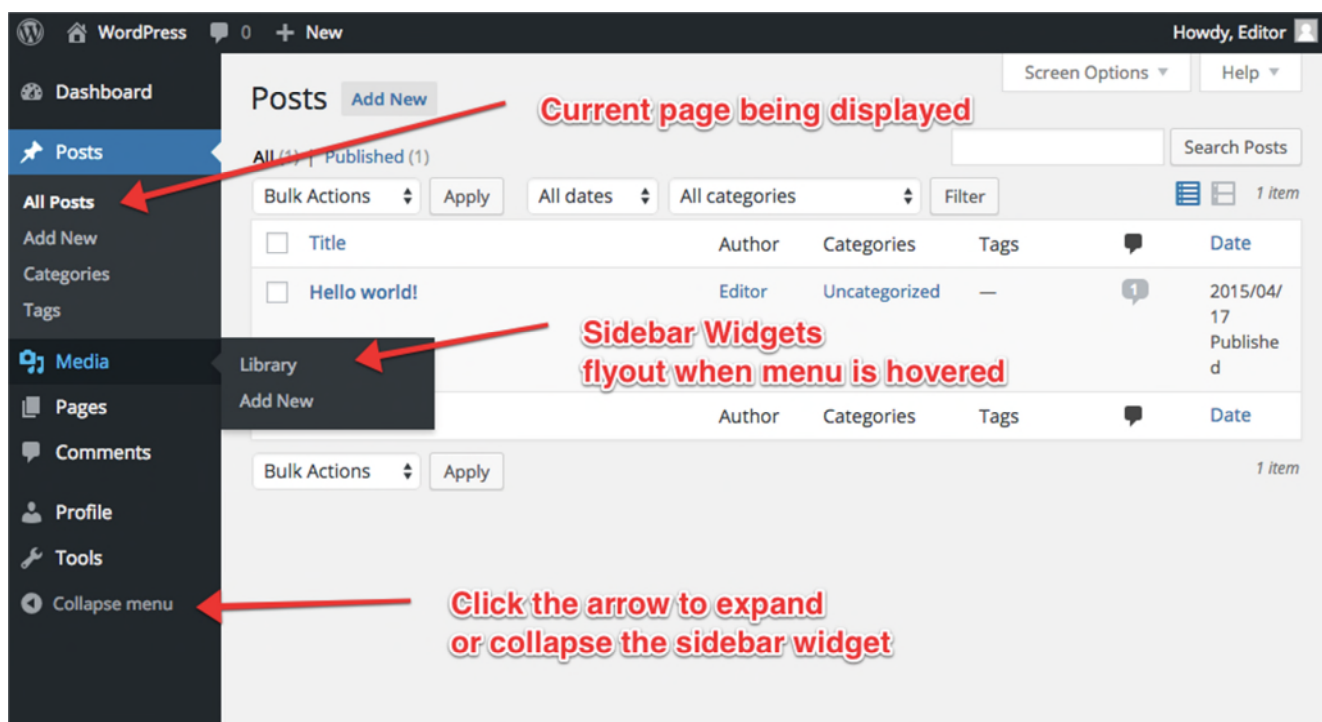 WordPress 0 + New Howdy, Editor
Screen Options Help
Dashboard
Posts Add New
Current page being displayed
Posts
All (1) | Published (1)
Search Posts
All Posts
Bulk Actions Apply All dates All categories Filter 1 item
Add New
Title Author Categories Tags Date
Categories
Hello world! Editor Uncategorized — 1 2015/04/
17
Publishe
d
Tags
Sidebar Widgets
flyout when menu is hovered
Media
Library
Add New
Pages
Author Categories Tags Date
Comments
Bulk Actions Apply 1 item
Profile
Tools
Collapse menu
Click the arrow to expand
or collapse the sidebar widget